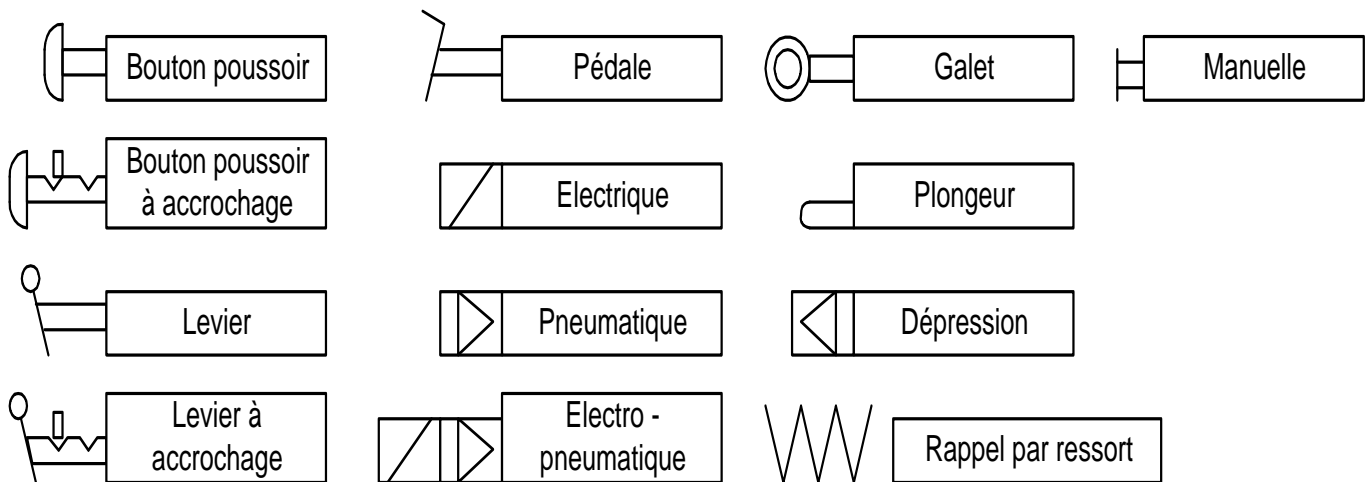 Bouton poussoir
Pédale
Galet
Manuelle
Bouton poussoir
à accrochage
Electrique
Plongeur
Levier
Pneumatique
Dépression
Levier à
accrochage
Electro -
pneumatique
Rappel par ressort